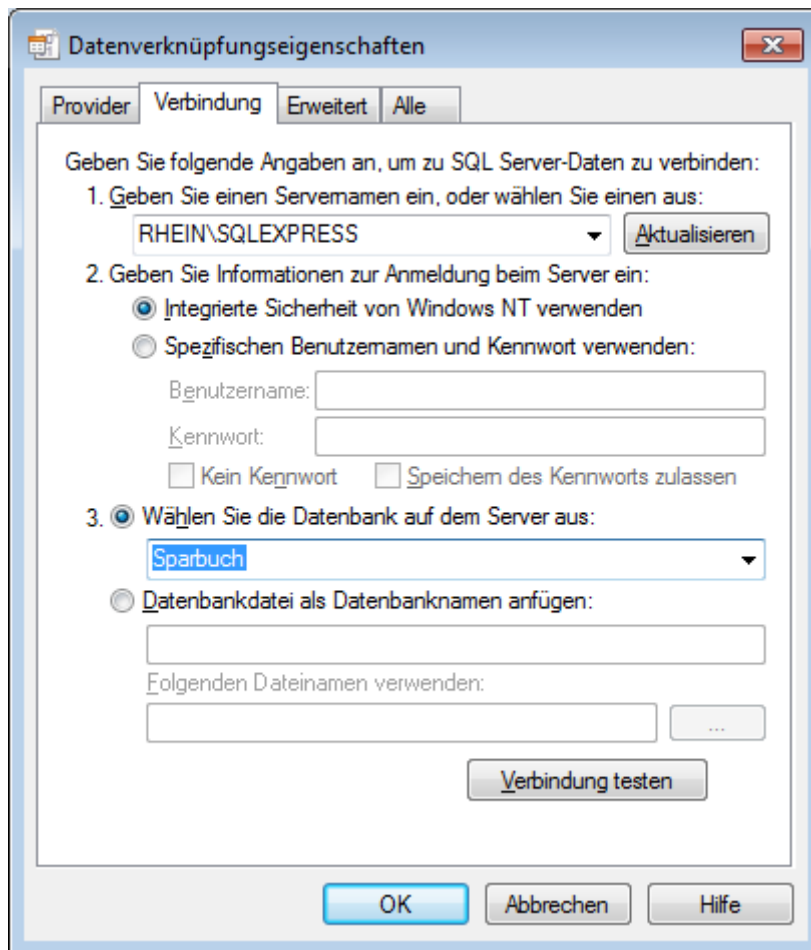 Datenverknüpfungseigenschaften
Provider Verbindung Erweitert Alle
Geben Sie folgende Angaben an, um zu SQL Server-Daten zu verbinden:
1. Geben Sie einen Servernamen ein, oder wählen Sie einen aus:
RHEIN\SQLEXPRESS Aktualisieren
2. Geben Sie Informationen zur Anmeldung beim Server ein:
Integrierte Sicherheit von Windows NT verwenden
Spezifischen Benutzernamen und Kennwort verwenden:
Benutzername:
Kennwort:
Kein Kennwort Speichern des Kennworts zulassen
3. Wählen Sie die Datenbank auf dem Server aus:
Sparbuch
Datenbankdatei als Datenbanknamen anfügen:
Folgenden Dateinamen verwenden:
...
Verbindung testen
OK Abbrechen Hilfe